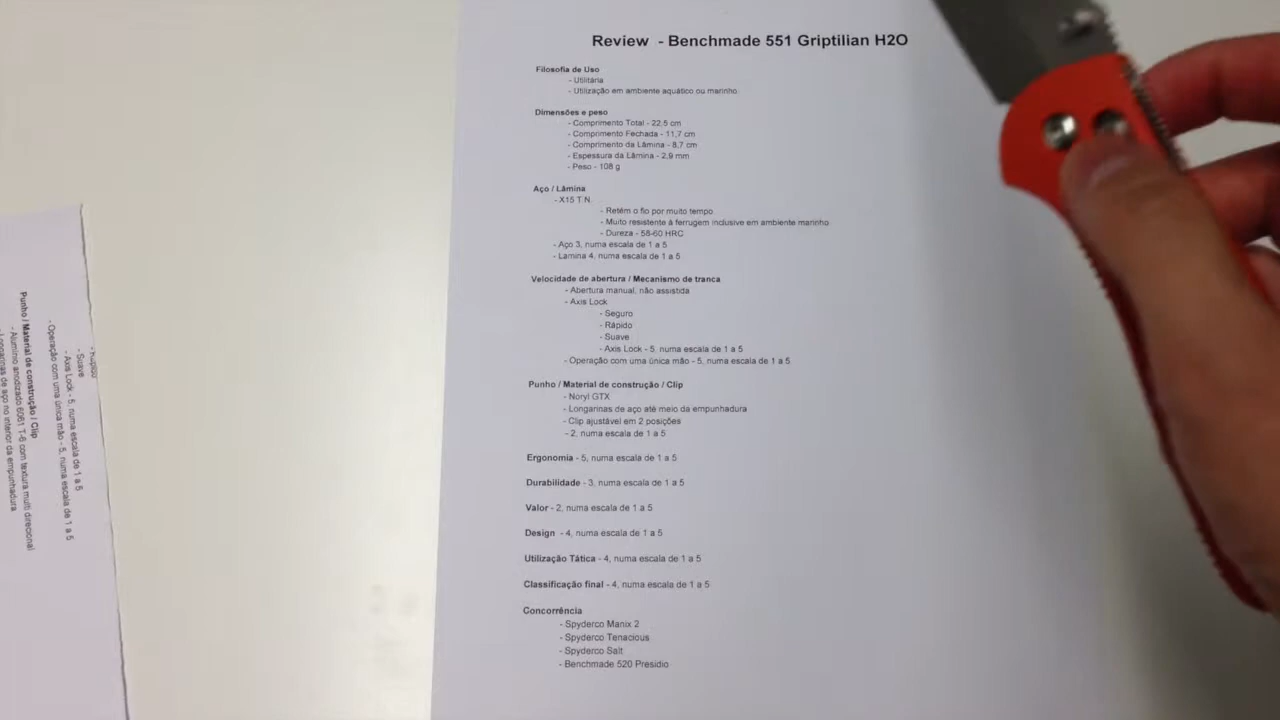 Review - Benchmade 551 Griptilian H2O
Filosofia de Uso
- Utilitária
- Utilização em ambiente aquático ou marinho
Dimensões e peso
- Comprimento Total - 22,5 cm
- Comprimento Fechada - 11,7 cm
- Comprimento da Lâmina - 8,7 cm
- Espessura da Lâmina - 2,9 mm
- Peso - 108 g
Aço / Lâmina
- X15 T.N.
- Retém o fio por muito tempo
- Muito resistente à ferrugem inclusive em ambiente marinho
- Dureza - 58-60 HRC
- Aço 3, numa escala de 1 a 5
- Lamina 4, numa escala de 1 a 5
Velocidade de abertura / Mecanismo de tranca
- Abertura manual, não assistida
- Axis Lock
- Seguro
- Rápido
- Suave
- Axis Lock - 5, numa escala de 1 a 5
- Operação com uma única mão - 5, numa escala de 1 a 5
Punho / Material de construção / Clip
- Noryl GTX
- Longarinas de aço até meio da empunhadura
- Clip ajustável em 2 posições
- 2, numa escala de 1 a 5
Ergonomia - 5, numa escala de 1 a 5
Durabilidade - 3, numa escala de 1 a 5
Valor - 2, numa escala de 1 a 5
Design - 4, numa escala de 1 a 5
Utilização Tática - 4, numa escala de 1 a 5
Classificação final - 4, numa escala de 1 a 5
Concorrência
- Spyderco Manix 2
- Spyderco Tenacious
- Spyderco Salt
- Benchmade 520 Presidio
- Suave
- Axis Lock - 5, numa escala de 1 a 5
- Operação com uma única mão - 5, numa escala de 1 a 5
Punho / Material de construção / Clip
- Alumínio anodizado 6061 T-6 com textura multi direcional
- Longarinas de aço no interior da empunhadura